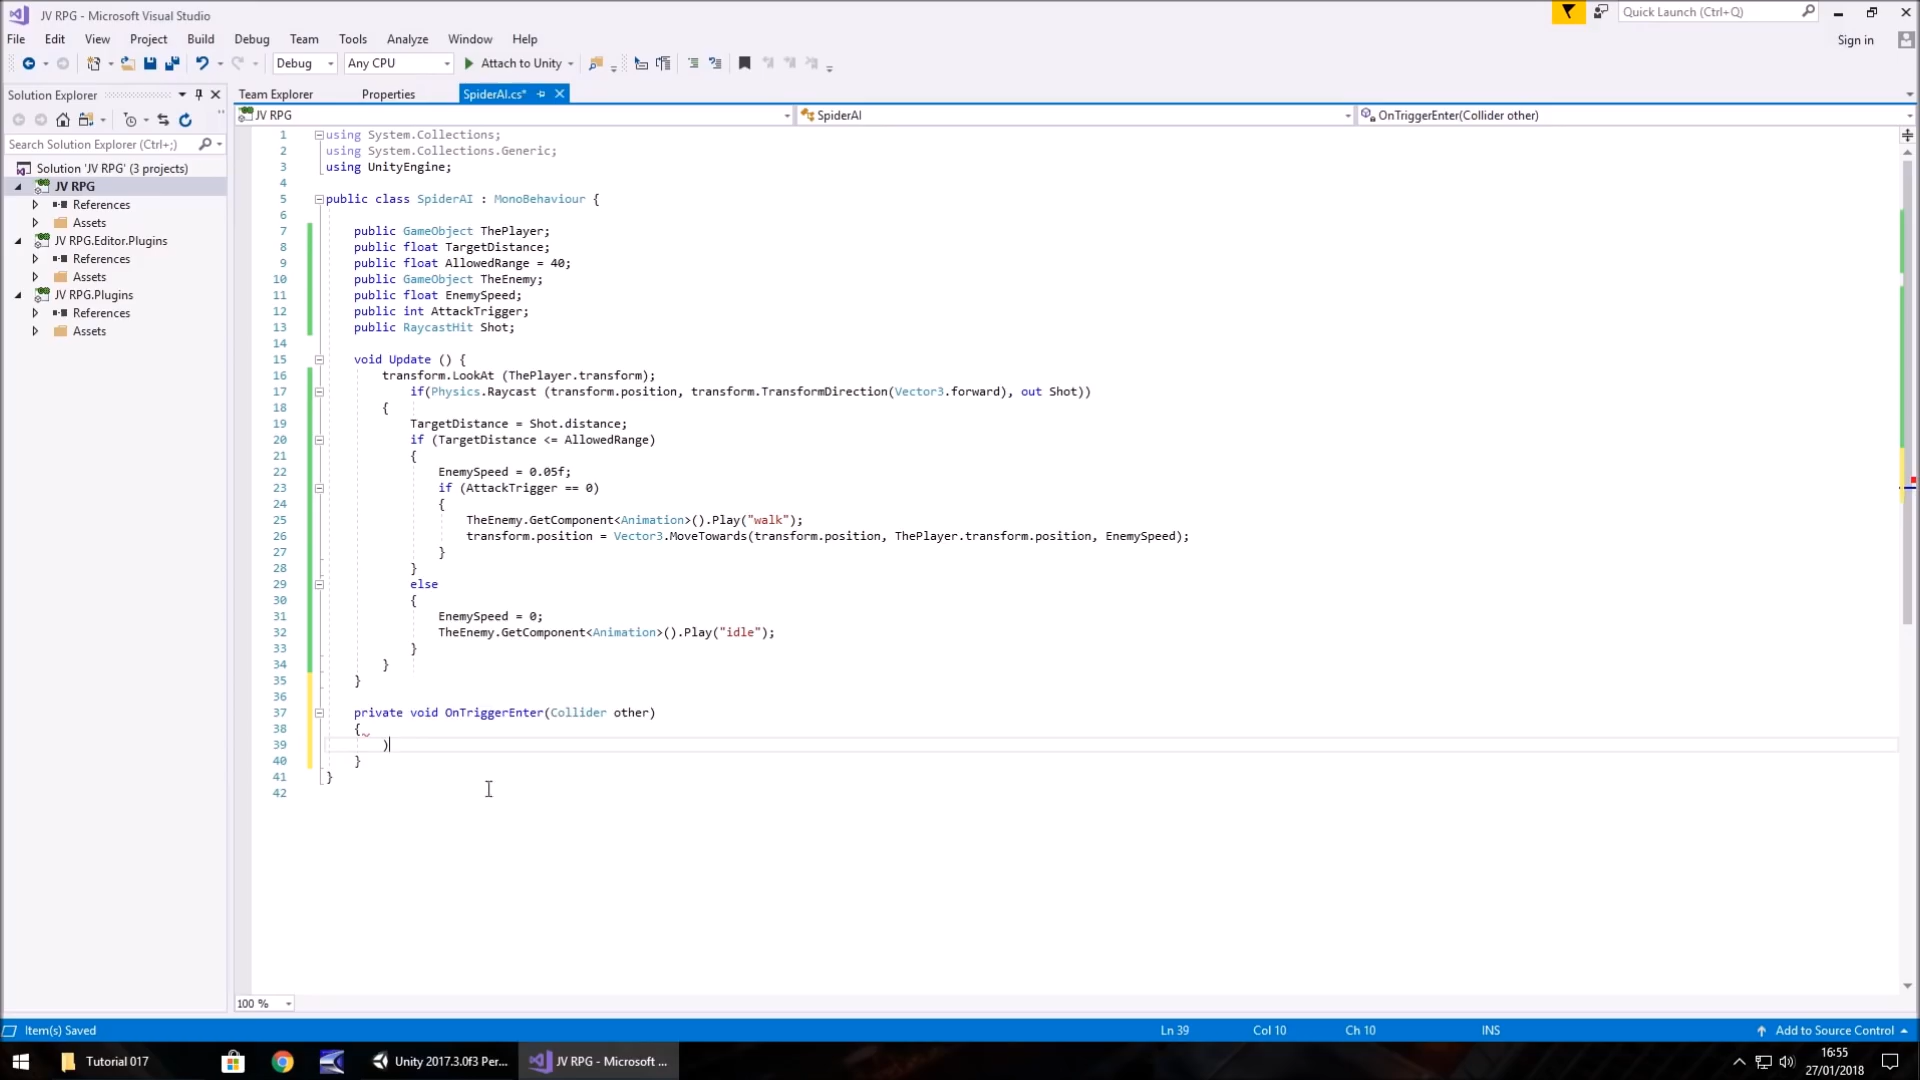 JV RPG - Microsoft Visual Studio
Quick Launch (Ctrl+Q)
File Edit View Project Build Debug Team Tools Analyze Window Help
Sign in
Debug Any CPU Attach to Unity
Solution Explorer
Team Explorer Properties SpiderAI.cs*
JV RPG SpiderAI OnTriggerEnter(Collider other)
Search Solution Explorer (Ctrl+;)
Solution 'JV RPG' (3 projects)
JV RPG
References
Assets
JV RPG.Editor.Plugins
References
Assets
JV RPG.Plugins
References
Assets
1 using System.Collections;
2 using System.Collections.Generic;
3 using UnityEngine;
4
5 public class SpiderAI : MonoBehaviour {
6
7 public GameObject ThePlayer;
8 public float TargetDistance;
9 public float AllowedRange = 40;
10 public GameObject TheEnemy;
11 public float EnemySpeed;
12 public int AttackTrigger;
13 public RaycastHit Shot;
14
15 void Update () {
16 transform.LookAt (ThePlayer.transform);
17 if(Physics.Raycast (transform.position, transform.TransformDirection(Vector3.forward), out Shot))
18 {
19 TargetDistance = Shot.distance;
20 if (TargetDistance <= AllowedRange)
21 {
22 EnemySpeed = 0.05f;
23 if (AttackTrigger == 0)
24 {
25 TheEnemy.GetComponent<Animation>().Play("walk");
26 transform.position = Vector3.MoveTowards(transform.position, ThePlayer.transform.position, EnemySpeed);
27 }
28 }
29 else
30 {
31 EnemySpeed = 0;
32 TheEnemy.GetComponent<Animation>().Play("idle");
33 }
34 }
35 }
36
37 private void OnTriggerEnter(Collider other)
38 {
39 )
40 }
41 }
42
100 %
Item(s) Saved Ln 39 Col 10 Ch 10 INS Add to Source Control
Tutorial 017 Unity 2017.3.0f3 Per... JV RPG - Microsoft ...
16:55
27/01/2018